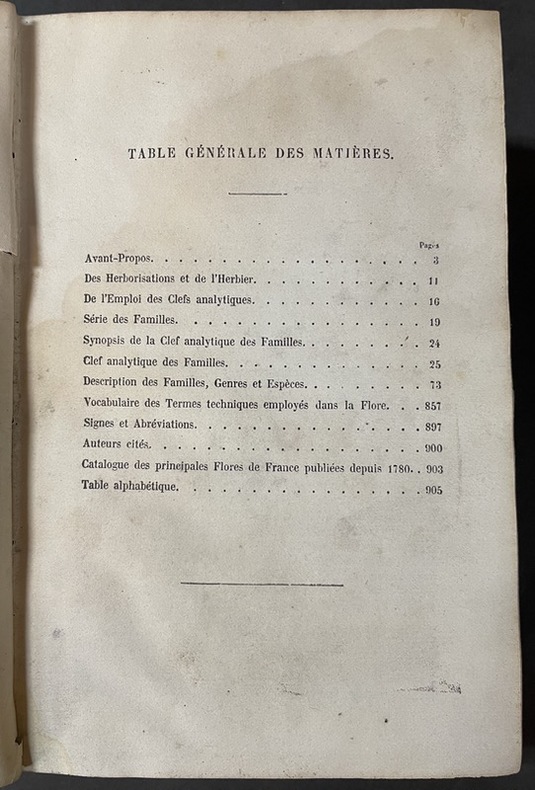 TABLE GÉNÉRALE DES MATIÈRES.
Pages
Avant-Propos. . . . . . . . . . . . . . . . . . . . 3
Des Herborisations et de l'Herbier. . . . . . . . . . . . 11
De l'Emploi des Clefs analytiques. . . . . . . . . . . . 16
Série des Familles. . . . . . . . . . . . . . . . . 19
Synopsis de la Clef analytique des Familles. . . . . . . . 24
Clef analytique des Familles. . . . . . . . . . . . . . 25
Description des Familles, Genres et Espèces. . . . . . . . 73
Vocabulaire des Termes techniques employés dans la Flore. . . 857
Signes et Abréviations. . . . . . . . . . . . . . . . 897
Auteurs cités. . . . . . . . . . . . . . . . . . . 900
Catalogue des principales Flores de France publiées depuis 1780. . 903
Table alphabétique. . . . . . . . . . . . . . . . . 905